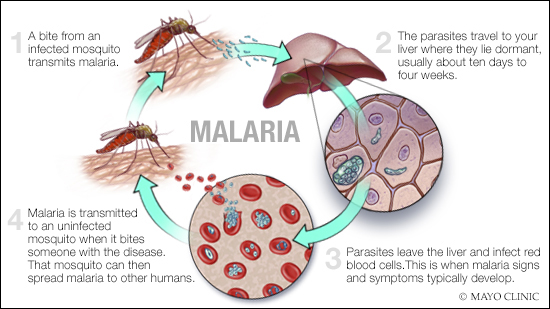 1 A bite from an
infected mosquito
transmits malaria.
2 The parasites travel to your
liver where they lie dormant,
usually about ten days to
four weeks.
MALARIA
3 Parasites leave the liver and infect red
blood cells.This is when malaria signs
and symptoms typically develop.
4 Malaria is transmitted
to an uninfected
mosquito when it bites
someone with the disease.
That mosquito can then
spread malaria to other humans.
© MAYO CLINIC